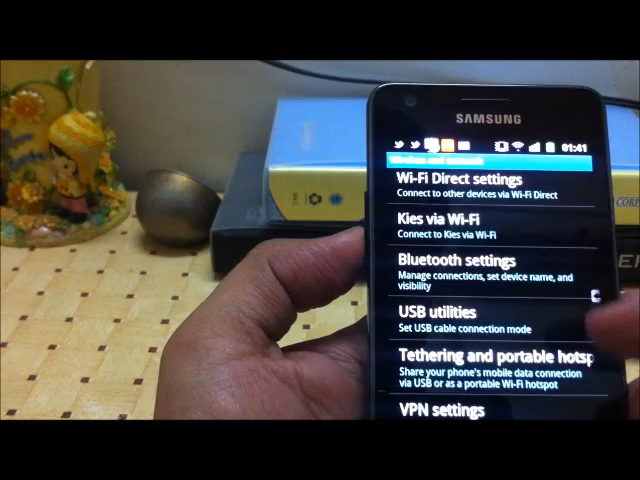 SAMSUNG
01:41
Wireless and network
Wi-Fi Direct settings
Connect to other devices via Wi-Fi Direct
Kies via Wi-Fi
Connect to Kies via Wi-Fi
Bluetooth settings
Manage connections, set device name, and
visibility
USB utilities
Set USB cable connection mode
Tethering and portable hotsp
Share your phone's mobile data connection
via USB or as a portable Wi-Fi hotspot
VPN settings